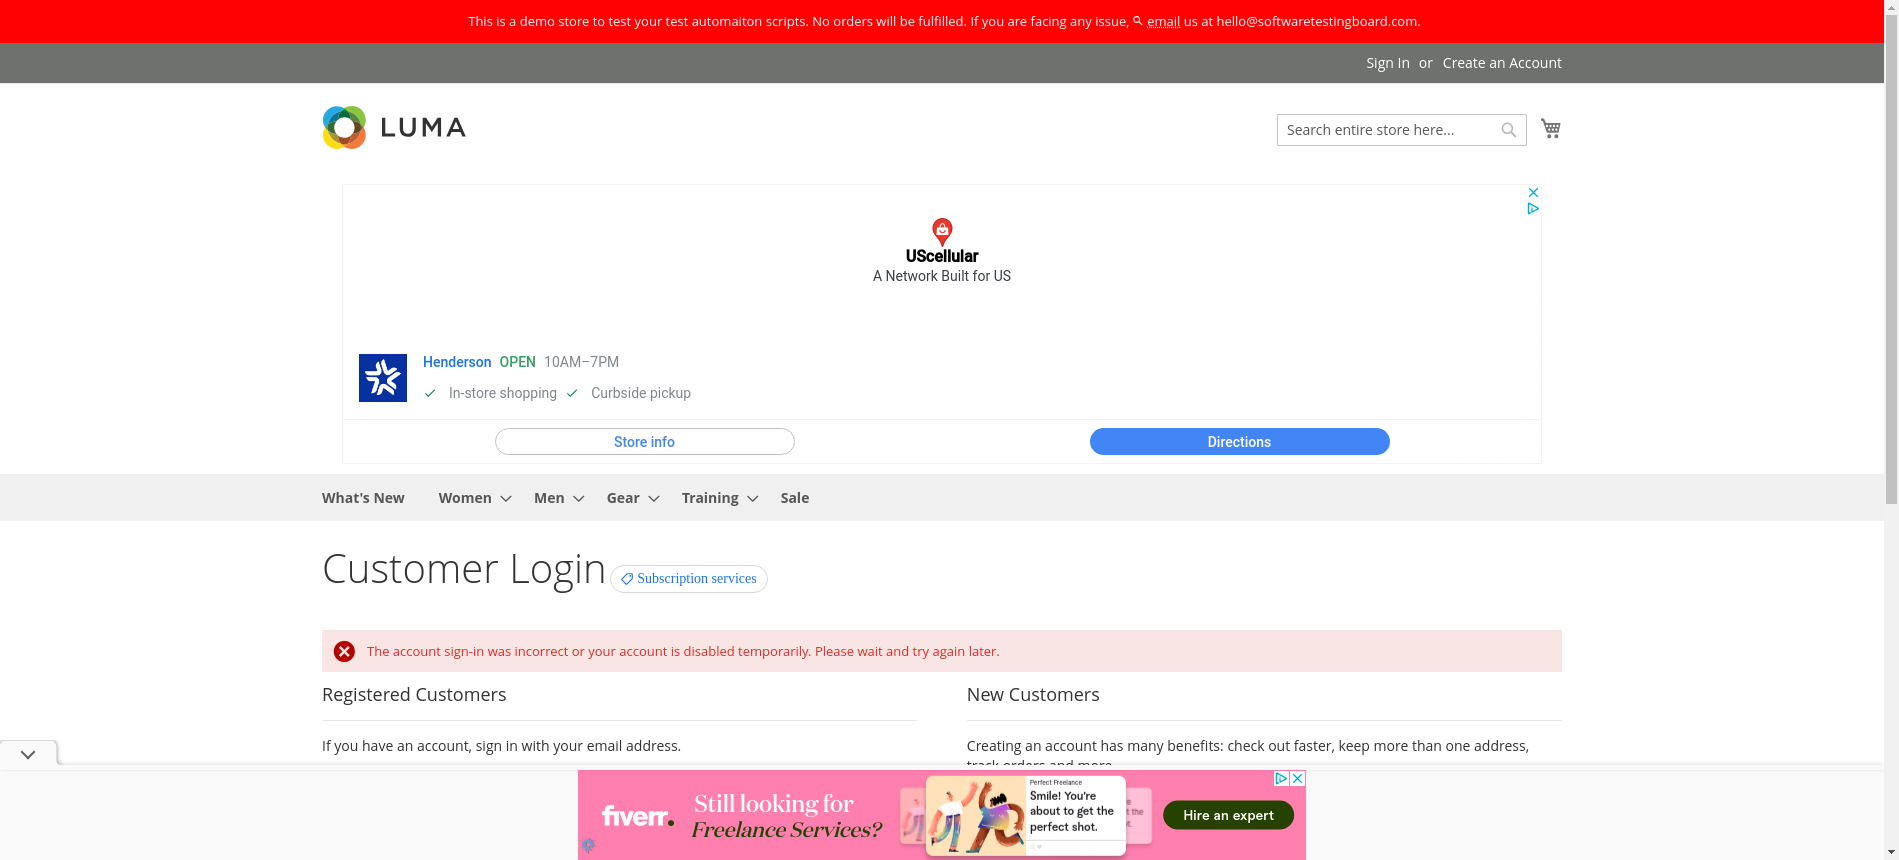 This is a demo store to test your test automaiton scripts. No orders will be fulfilled. If you are facing any issue, email us at hello@softwaretestingboard.com.
Sign In or Create an Account
LUMA
Search entire store here...
UScellular
A Network Built for US
Henderson OPEN 10AM–7PM
In-store shopping Curbside pickup
Store info
Directions
What's New Women Men Gear Training Sale
Customer Login
Subscription services
The account sign-in was incorrect or your account is disabled temporarily. Please wait and try again later.
Registered Customers
If you have an account, sign in with your email address.
New Customers
Creating an account has many benefits: check out faster, keep more than one address,
track orders and more.
fiverr.
Still looking for
Freelance Services?
Perfect Freelance
Smile! You're
about to get the
perfect shot.
Hire an expert